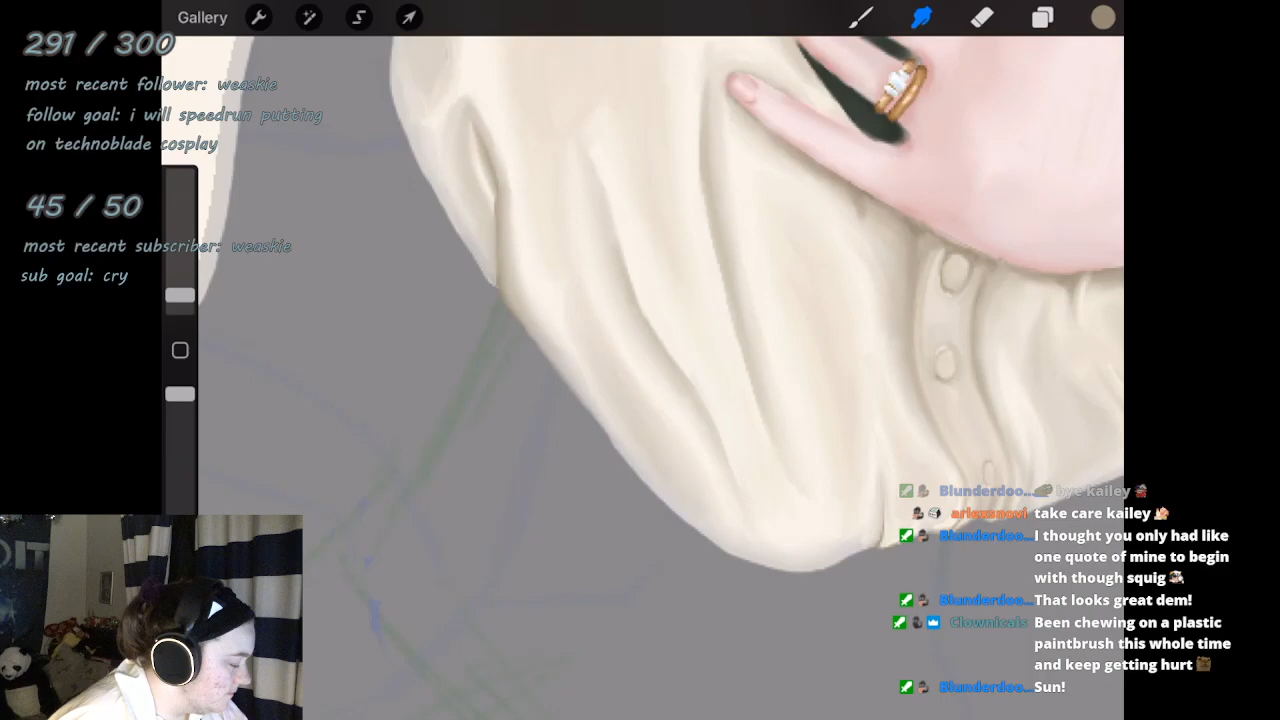 Gallery
291 / 300
most recent follower: weaskie
follow goal: i will speedrun putting
on technoblade cosplay
45 / 50
most recent subscriber: weaskie
sub goal: cry
Blunderdoo... bye kailey
arlexsnovi take care kailey
Blunderdoo... I thought you only had like
one quote of mine to begin
with though squig
Blunderdoo... That looks great dem!
Clownicals Been chewing on a plastic
paintbrush this whole time
and keep getting hurt
Blunderdoo... Sun!